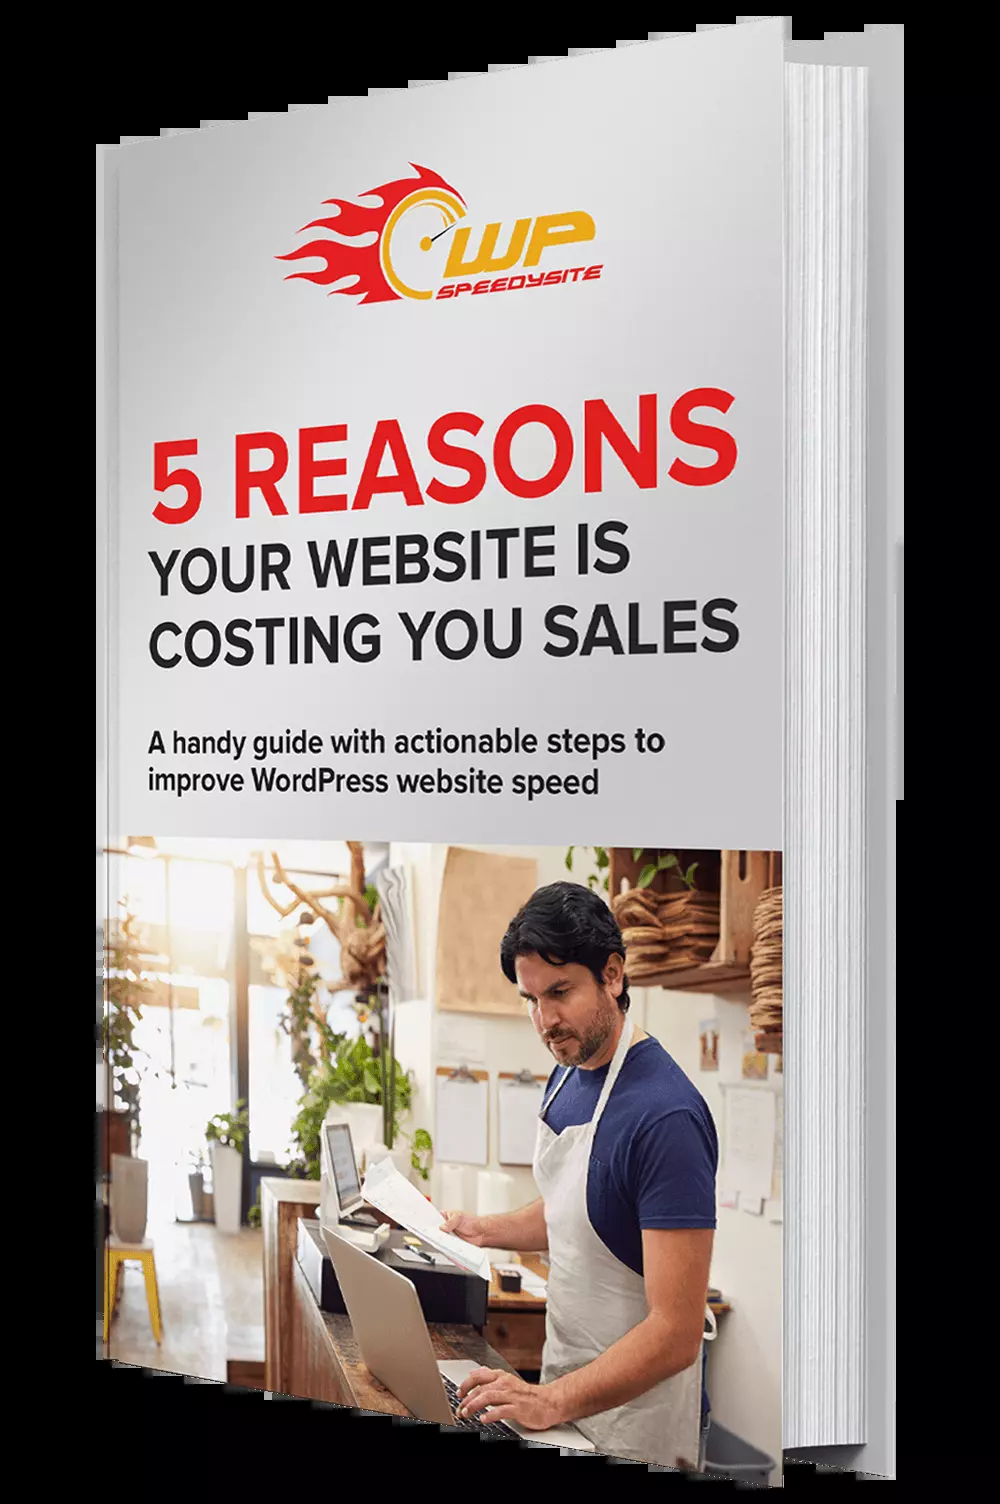 WP
SPEEDYSITE
5 REASONS
YOUR WEBSITE IS
COSTING YOU SALES
A handy guide with actionable steps to
improve WordPress website speed